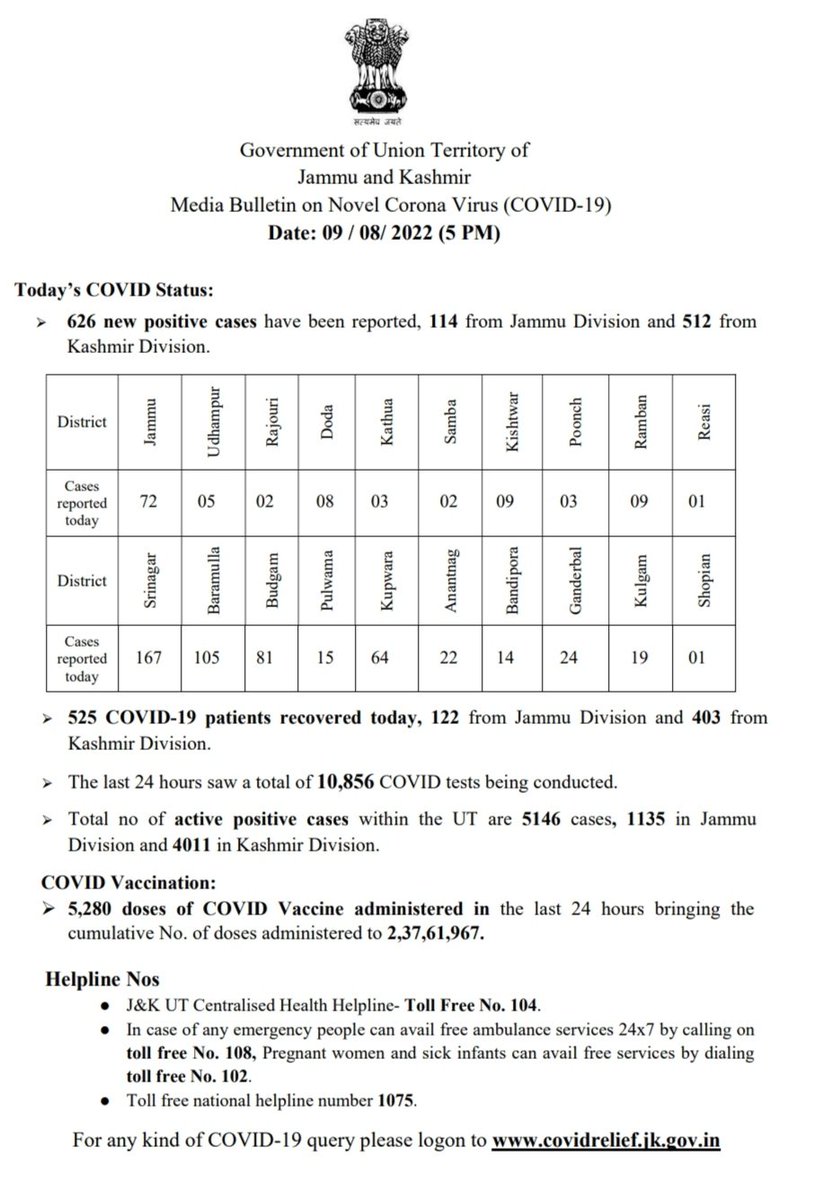 सत्यमेव जयते
Government of Union Territory of
Jammu and Kashmir
Media Bulletin on Novel Corona Virus (COVID-19)
Date: 09 / 08/ 2022 (5 PM)
Today’s COVID Status:
➢ 626 new positive cases have been reported, 114 from Jammu Division and 512 from
Kashmir Division.
District Jammu Udhampur Rajouri Doda Kathua Samba Kishtwar Poonch Ramban Reasi
Cases
reported
today
72 05 02 08 03 02 09 03 09 01
District Srinagar Baramulla Budgam Pulwama Kupwara Anantnag Bandipora Ganderbal Kulgam Shopian
Cases
reported
today
167 105 81 15 64 22 14 24 19 01
➢ 525 COVID-19 patients recovered today, 122 from Jammu Division and 403 from
Kashmir Division.
➢ The last 24 hours saw a total of 10,856 COVID tests being conducted.
➢ Total no of active positive cases within the UT are 5146 cases, 1135 in Jammu
Division and 4011 in Kashmir Division.
COVID Vaccination:
➢ 5,280 doses of COVID Vaccine administered in the last 24 hours bringing the
cumulative No. of doses administered to 2,37,61,967.
Helpline Nos
● J&K UT Centralised Health Helpline- Toll Free No. 104.
● In case of any emergency people can avail free ambulance services 24x7 by calling on
toll free No. 108, Pregnant women and sick infants can avail free services by dialing
toll free No. 102.
● Toll free national helpline number 1075.
For any kind of COVID-19 query please logon to www.covidrelief.jk.gov.in